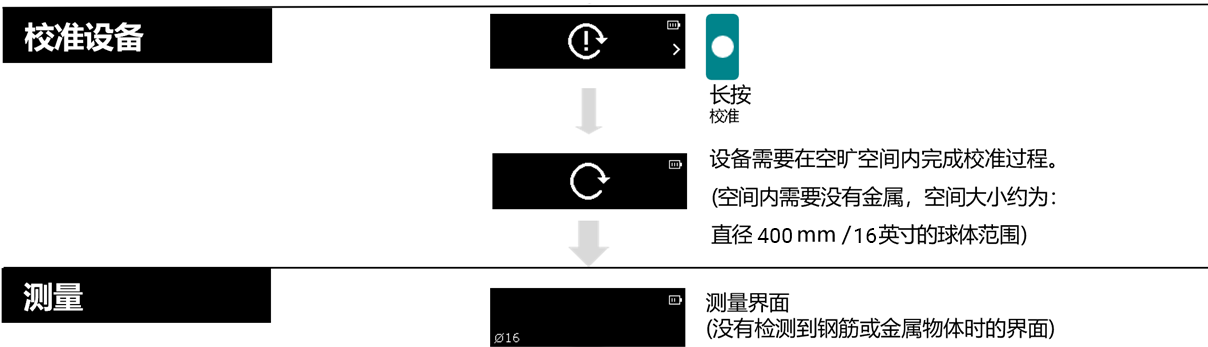 校准设备
长按
校准
设备需要在空旷空间内完成校准过程。
(空间内需要没有金属，空间大小约为：
直径 400 mm /16英寸的球体范围)
测量
Ø16
测量界面
(没有检测到钢筋或金属物体时的界面)